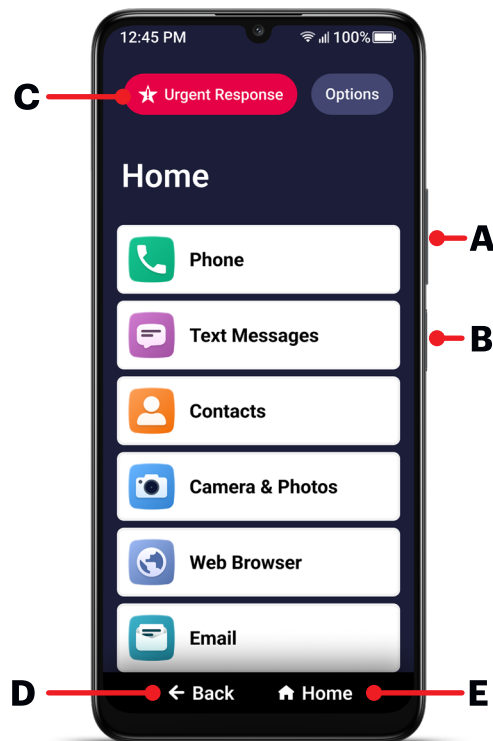 12:45 PM 100%
C
Urgent Response Options
Home
A
Phone
B
Text Messages
Contacts
Camera & Photos
Web Browser
Email
D
Back
Home
E